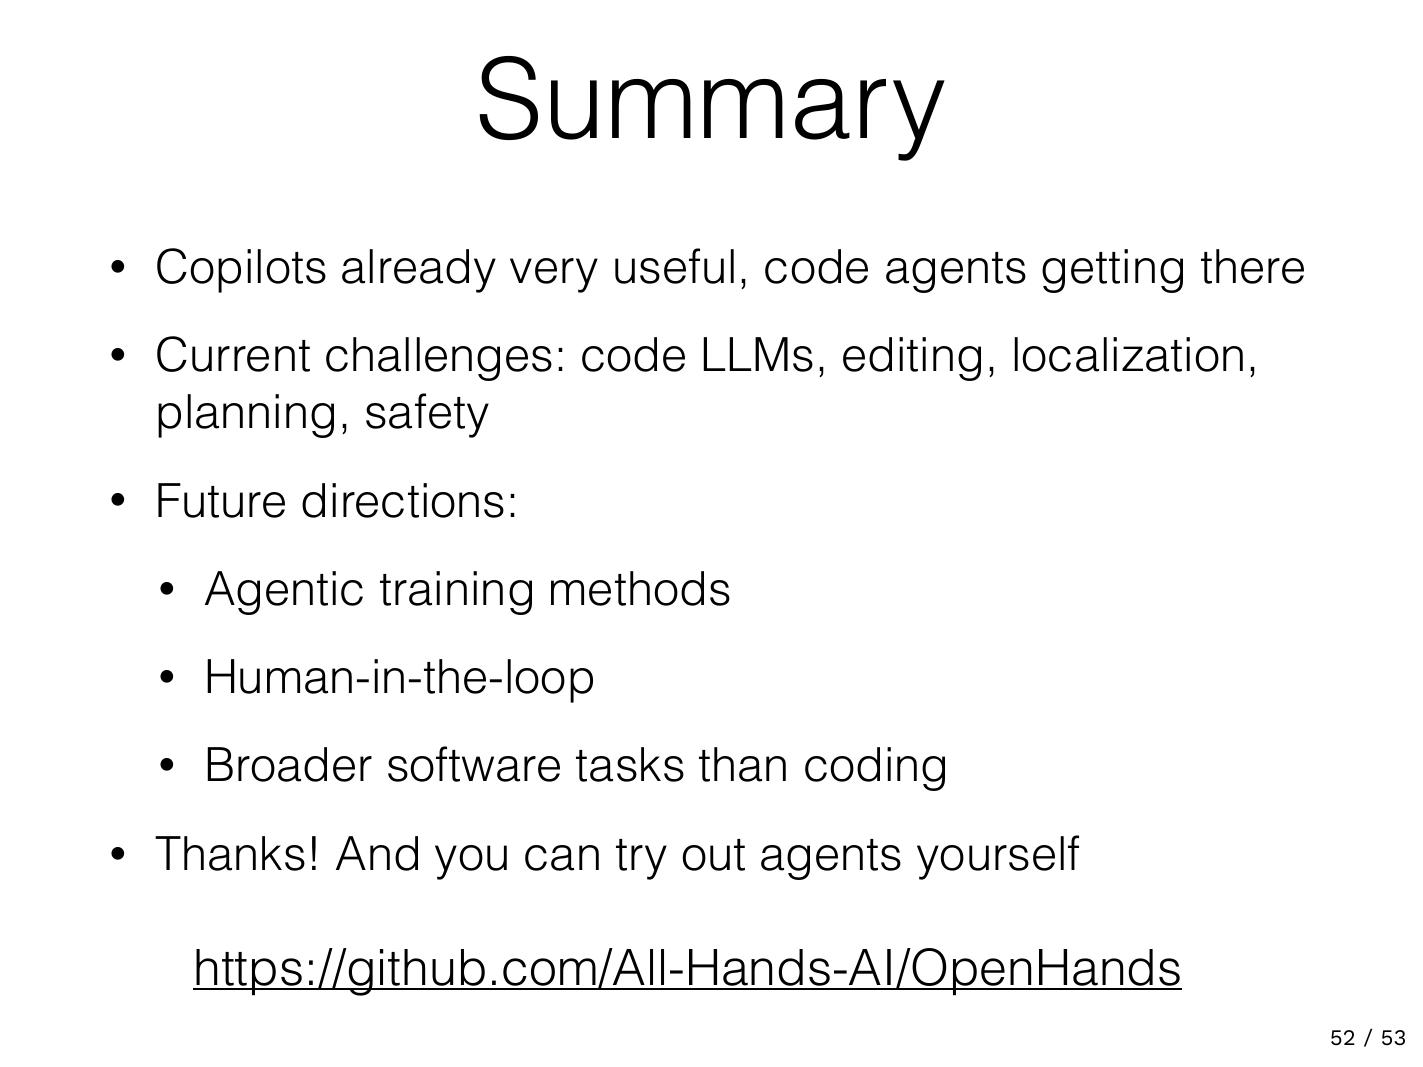 Summary
• Copilots already very useful, code agents getting there
• Current challenges: code LLMs, editing, localization,
planning, safety
• Future directions:
• Agentic training methods
• Human-in-the-loop
• Broader software tasks than coding
• Thanks! And you can try out agents yourself
https://github.com/All-Hands-AI/OpenHands
52 / 53